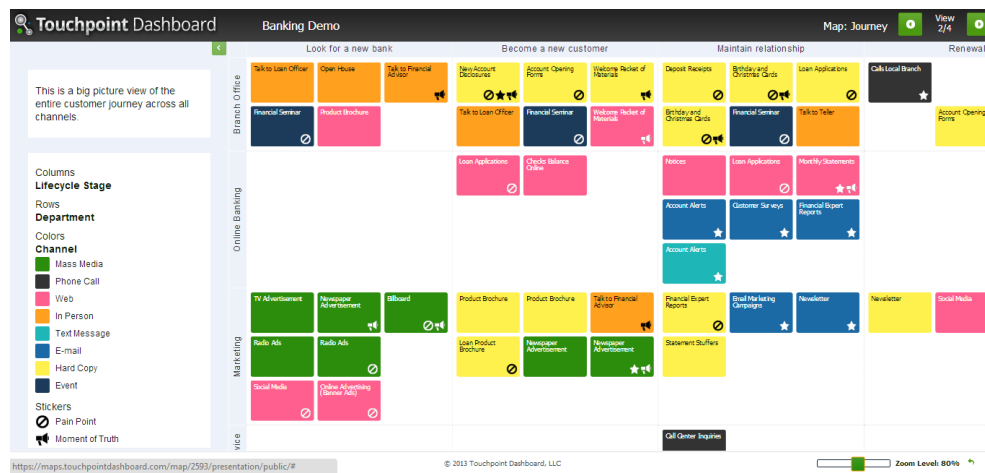 Touchpoint Dashboard
Banking Demo
Map: Journey
View
2/4
Look for a new bank
Become a new customer
Maintain relationship
Renewal
This is a big picture view of the
entire customer journey across all
channels.
Columns
Lifecycle Stage
Rows
Department
Colors
Channel
Mass Media
Phone Call
Web
In Person
Text Message
E-mail
Hard Copy
Event
Stickers
Pain Point
Moment of Truth
Branch Office
Talk to Loan Officer
Open House
Talk to Financial
Advisor
New Account
Disclosures
Account Opening
Forms
Welcome Packet of
Materials
Deposit Receipts
Birthday and
Christmas Cards
Loan Applications
Calls Local Branch
Financial Seminar
Product Brochure
Talk to Loan Officer
Financial Seminar
Welcome Packet of
Materials
Birthday and
Christmas Cards
Financial Seminar
Talk to Teller
Account Opening
Forms
Online Banking
Loan Applications
Checks Balance
Online
Notices
Loan Applications
Monthly Statements
Account Alerts
Customer Surveys
Financial Expert
Reports
Account Alerts
Marketing
TV Advertisement
Newspaper
Advertisement
Billboard
Product Brochure
Product Brochure
Talk to Financial
Advisor
Financial Expert
Reports
Email Marketing
Campaigns
Newsletter
Newsletter
Social Media
Radio Ads
Radio Ads
Loan Product
Brochure
Newspaper
Advertisement
Newspaper
Advertisement
Statement Stuffers
Social Media
Online Advertising
(Banner Ads)
vice
Call Center Inquiries
https://maps.touchpointdashboard.com/map/2593/presentation/public/#
© 2013 Touchpoint Dashboard, LLC
Zoom Level: 80%